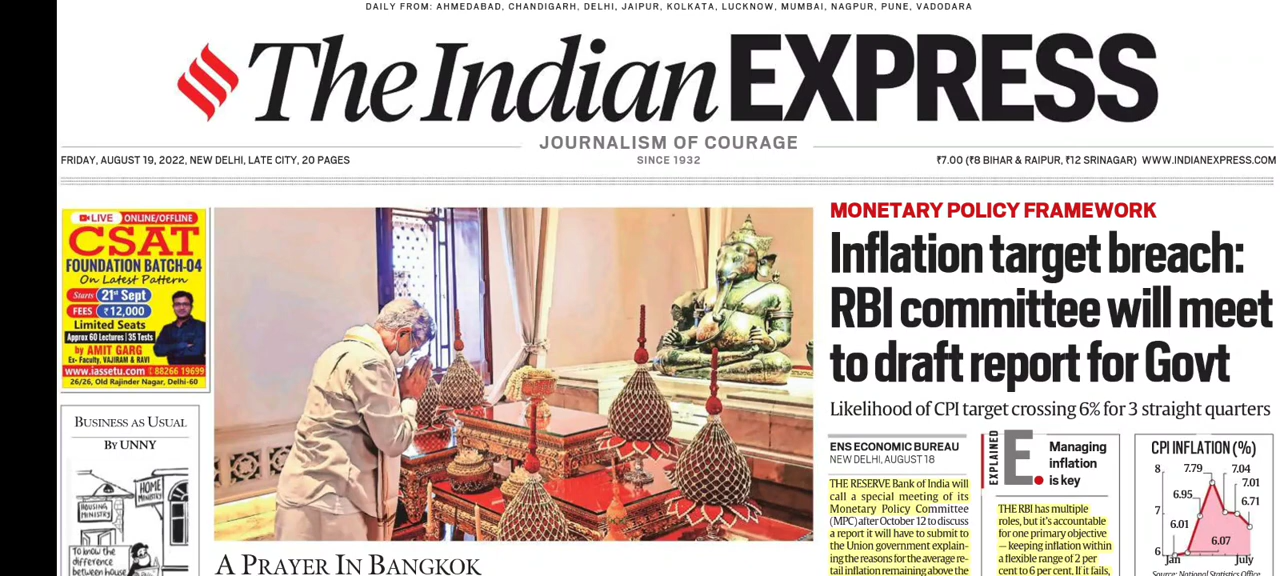 DAILY FROM: AHMEDABAD, CHANDIGARH, DELHI, JAIPUR, KOLKATA, LUCKNOW, MUMBAI, NAGPUR, PUNE, VADODARA
The Indian EXPRESS
JOURNALISM OF COURAGE
SINCE 1932
FRIDAY, AUGUST 19, 2022, NEW DELHI, LATE CITY, 20 PAGES
₹7.00 (₹8 BIHAR & RAIPUR, ₹12 SRINAGAR) WWW.INDIANEXPRESS.COM
LIVE ONLINE/OFFLINE
CSAT
FOUNDATION BATCH-04
On Latest Pattern
Starts 21st Sept
FEES ₹12,000
Limited Seats
Approx 60 Lectures | 35 Tests
by AMIT GARG
Ex- Faculty, VAJIRAM & RAVI
www.iassetu.com 88266 19699
26/26, Old Rajinder Nagar, Delhi-60
BUSINESS AS USUAL
BY UNNY
HOME MINISTRY
HOUSING MINISTRY
To know the
difference
between house
A PRAYER IN BANGKOK
MONETARY POLICY FRAMEWORK
Inflation target breach:
RBI committee will meet
to draft report for Govt
Likelihood of CPI target crossing 6% for 3 straight quarters
ENS ECONOMIC BUREAU
NEW DELHI, AUGUST 18
THE RESERVE Bank of India will
call a special meeting of its
Monetary Policy Committee
(MPC) after October 12 to discuss
a report it will have to submit to
the Union government explain-
ing the reasons for the average re-
tail inflation remaining above the
EXPLAINED
E.
Managing
inflation
is key
THE RBI has multiple
roles, but it's accountable
for one primary objective
— keeping inflation within
a flexible range of 2 per
cent to 6 per cent. If it fails,
CPI INFLATION (%)
8
7.79
7.04
7.01
6.95
6.71
7
6.01
6.07
6
Jan
July
Source: National Statistics Office